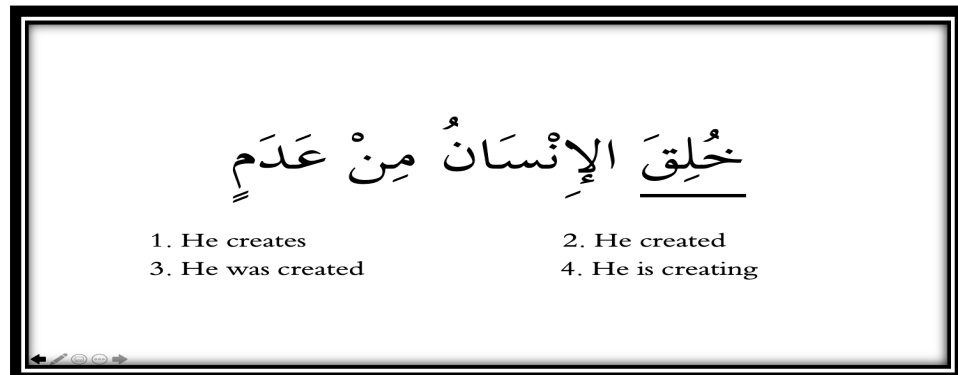 خُلِقَ الإِنْسَانُ مِنْ عَدَمٍ
1. He creates 2. He created
3. He was created 4. He is creating